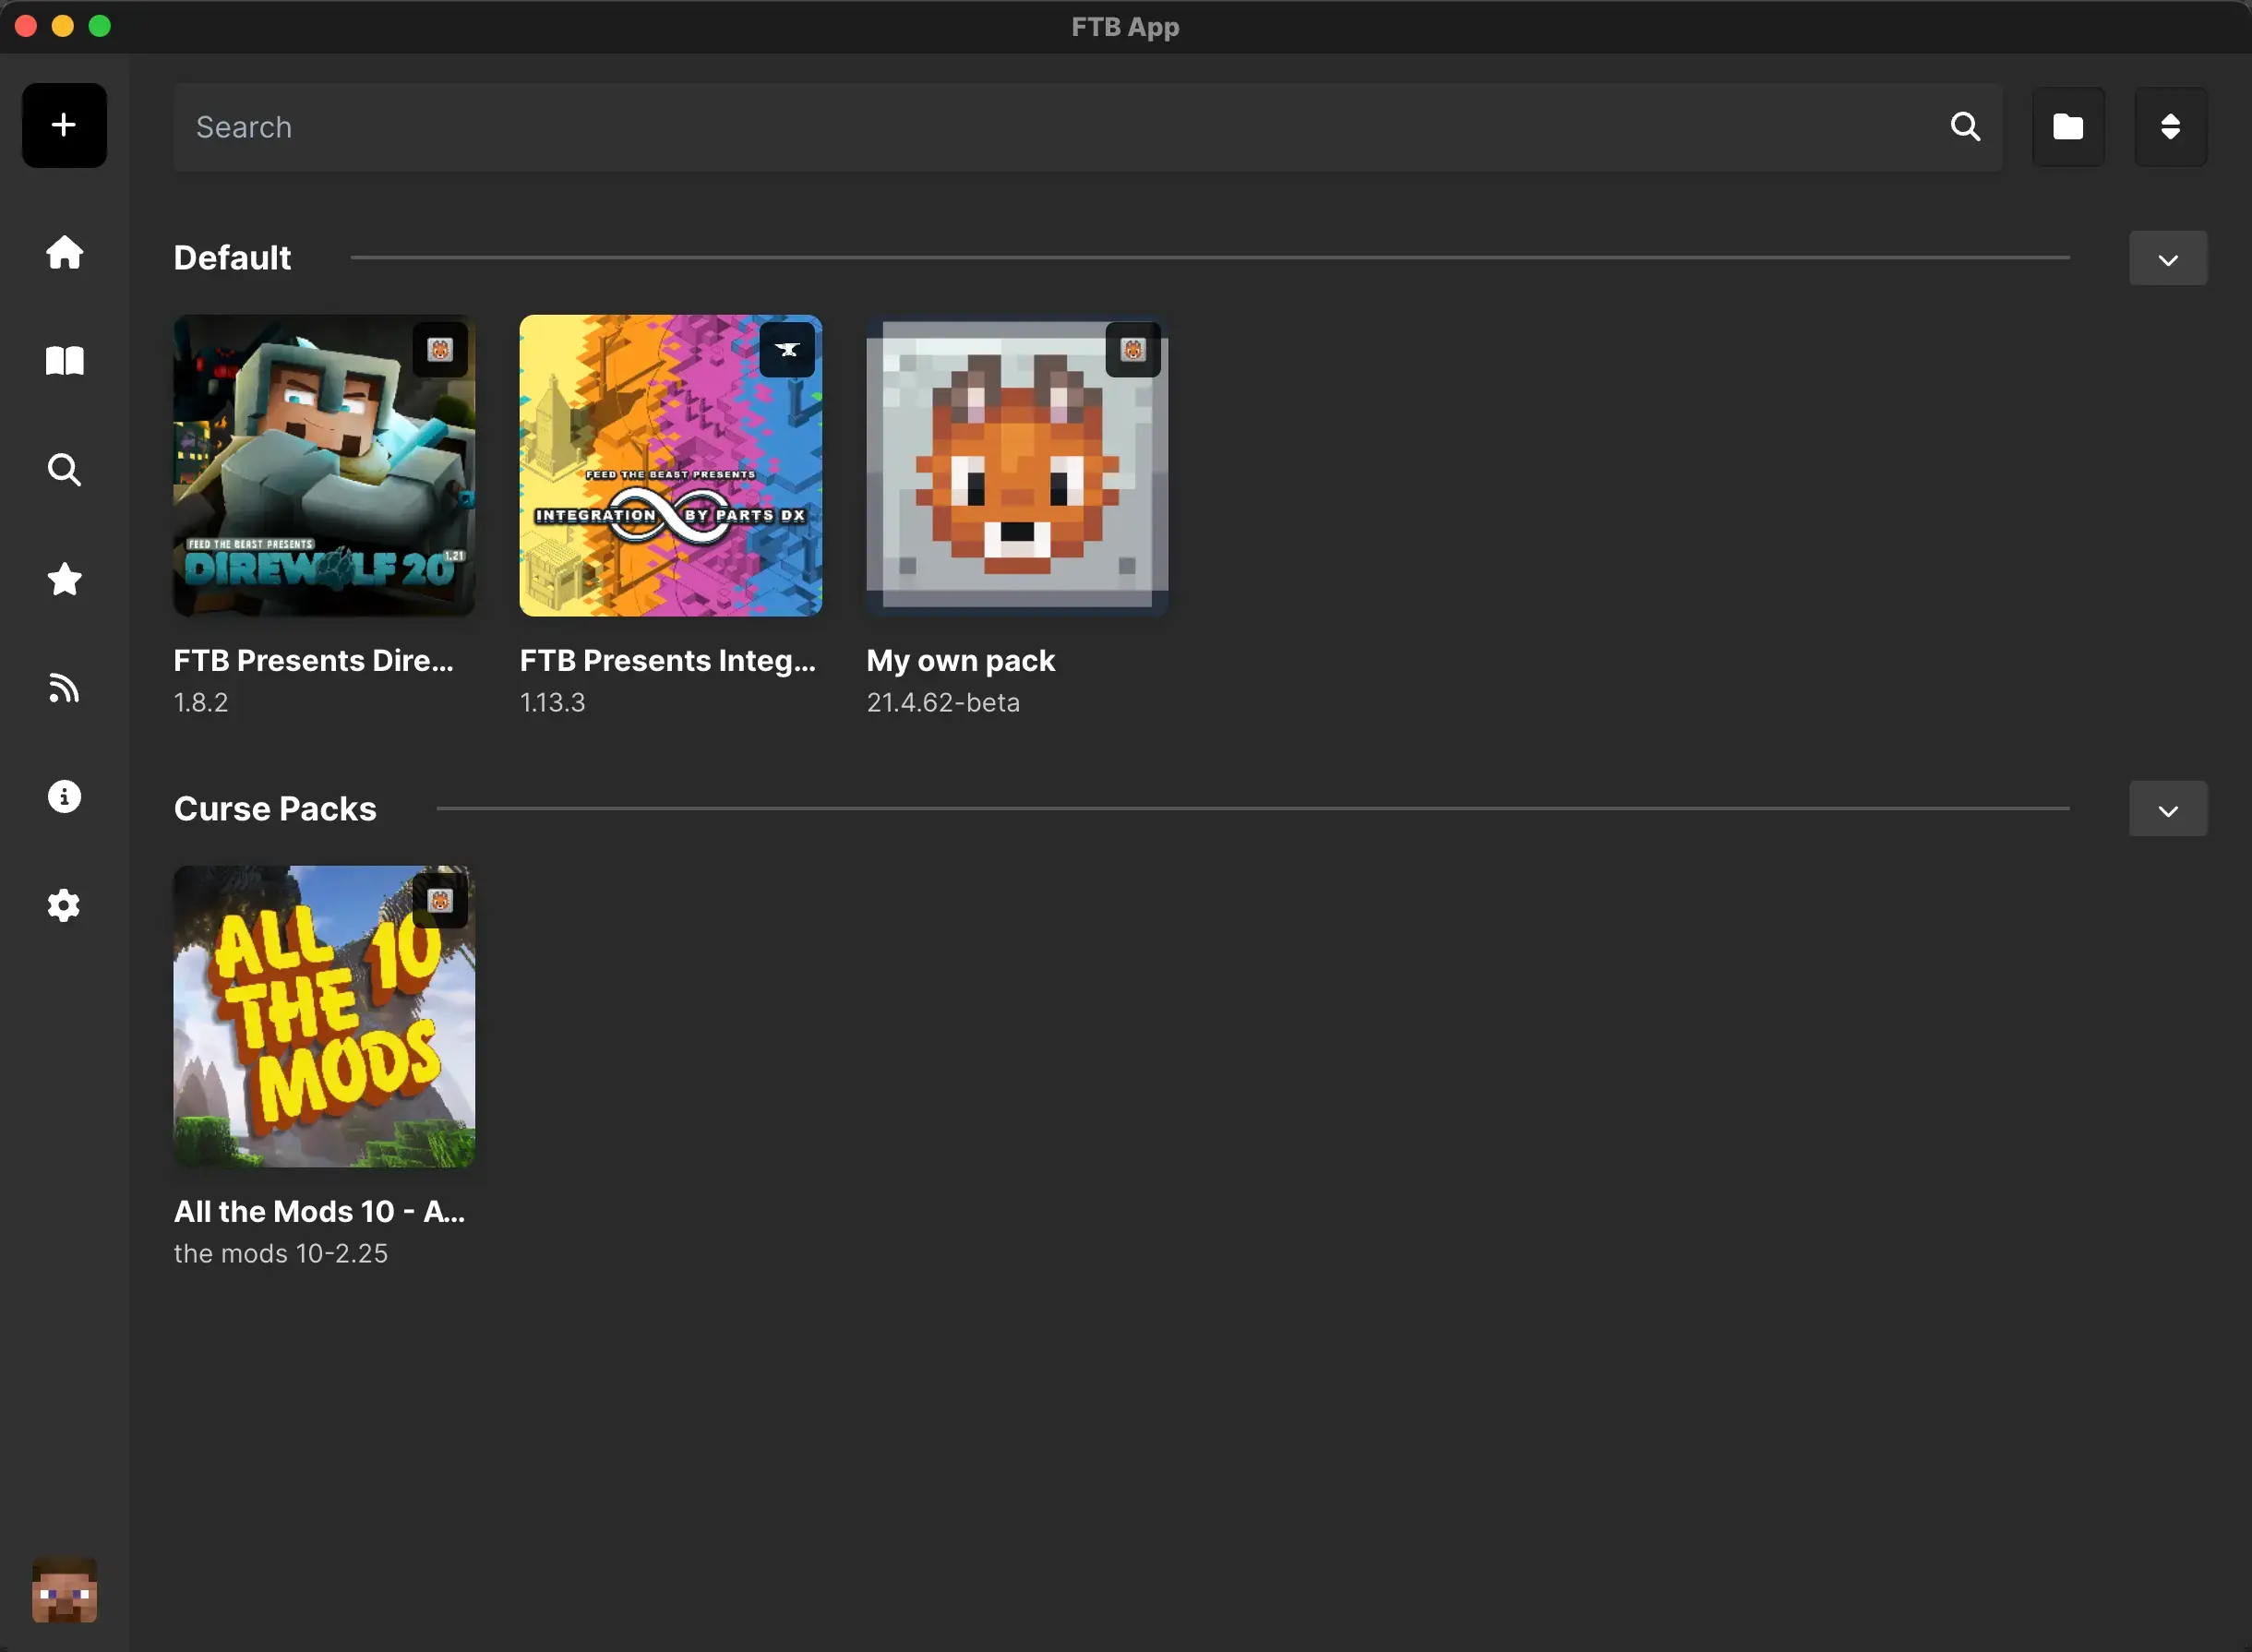 FTB App
Search
Default
FEED THE BEAST PRESENTS
DIREWOLF 20
1.21
FEED THE BEAST PRESENTS
INTEGRATION BY PARTS DX
FTB Presents Dire...
1.8.2
FTB Presents Integ...
1.13.3
My own pack
21.4.62-beta
Curse Packs
ALL
THE 10
MODS
All the Mods 10 - A...
the mods 10-2.25